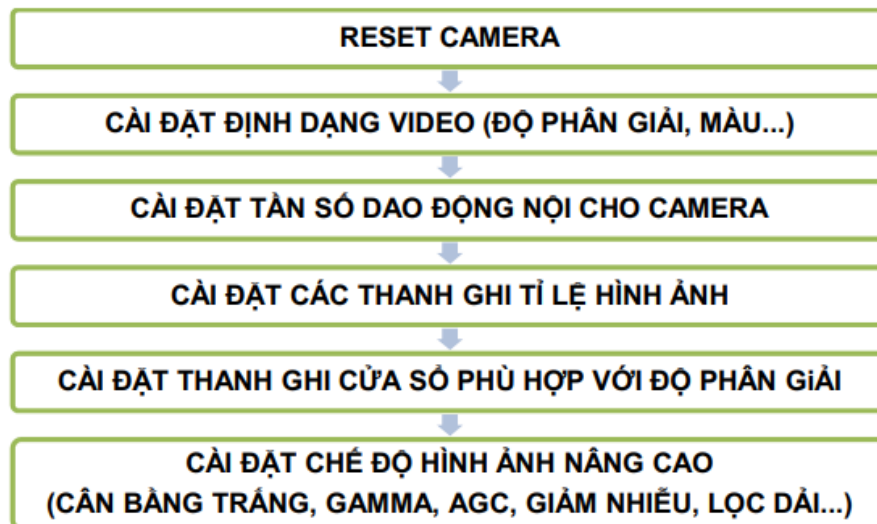 RESET CAMERA
CÀI ĐẶT ĐỊNH DẠNG VIDEO (ĐỘ PHÂN GIẢI, MÀU...)
CÀI ĐẶT TẦN SỐ DAO ĐỘNG NỘI CHO CAMERA
CÀI ĐẶT CÁC THANH GHI TỈ LỆ HÌNH ẢNH
CÀI ĐẶT THANH GHI CỬA SỔ PHÙ HỢP VỚI ĐỘ PHÂN GiẢI
CÀI ĐẶT CHẾ ĐỘ HÌNH ẢNH NÂNG CAO
(CÂN BẰNG TRẮNG, GAMMA, AGC, GIẢM NHIỄU, LỌC DẢI...)